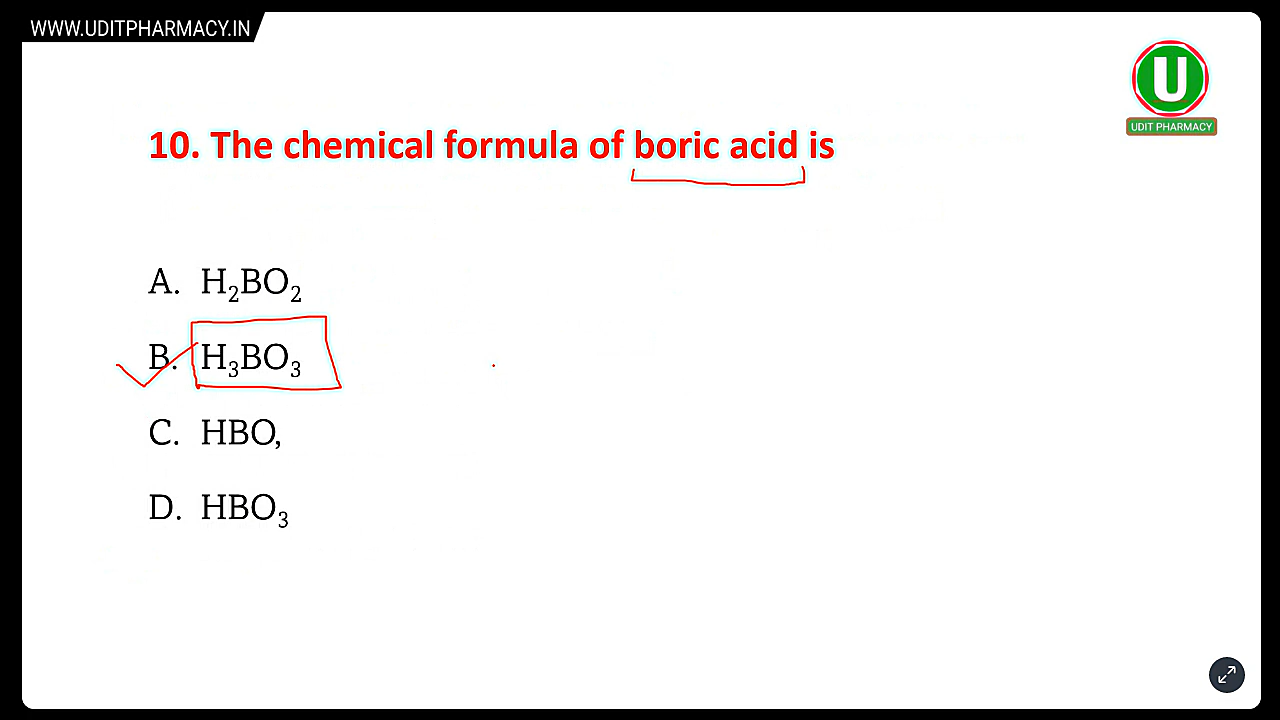 WWW.UDITPHARMACY.IN
U
UDIT PHARMACY
10. The chemical formula of boric acid is
A. H₂BO₂
B. H₃BO₃
C. HBO,
D. HBO₃